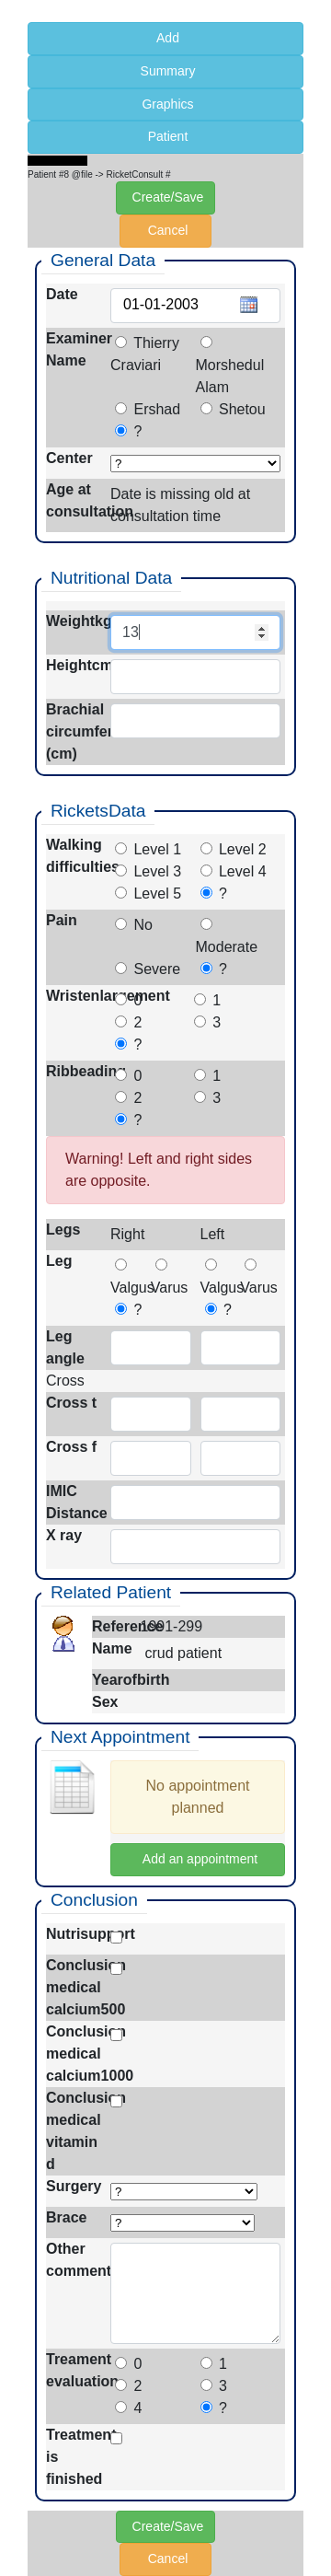 Add
Summary
Graphics
Patient
Patient #8 @file -> RicketConsult #
Create/Save
Cancel
General Data
Date 01-01-2003
Examiner Name Thierry Craviari
Morshedul Alam
Ershad Shetou
?
Center ?
Age at consultation Date is missing old at consultation time
Nutritional Data
Weightkg 13
Heightcm
Brachial
(cm)
RicketsData
Walking difficulties Level 1 Level 2
Level 3 Level 4
Level 5 ?
Pain No Moderate
Severe ?
Wristenlargement 0 1
2 3
?
Ribbeading 0 1
2 3
?
Warning! Left and right sides
are opposite.
Legs Right Left
Leg Valgus Varus Valgus Varus
? ?
Leg angle
Cross
Cross t
Cross f
IMIC Distance
X ray
Related Patient
Reference 1991-299
Name crud patient
Yearofbirth
Sex
Next Appointment
No appointment
planned
Add an appointment
Conclusion
Nutrisupport
Conclusion
medical
calcium500
Conclusion
medical
calcium1000
Conclusion
medical
vitamin
d
Surgery ?
Brace ?
Other
comment
Treament evaluation 0 1
2 3
4 ?
Treatment
is
finished
Create/Save
Cancel